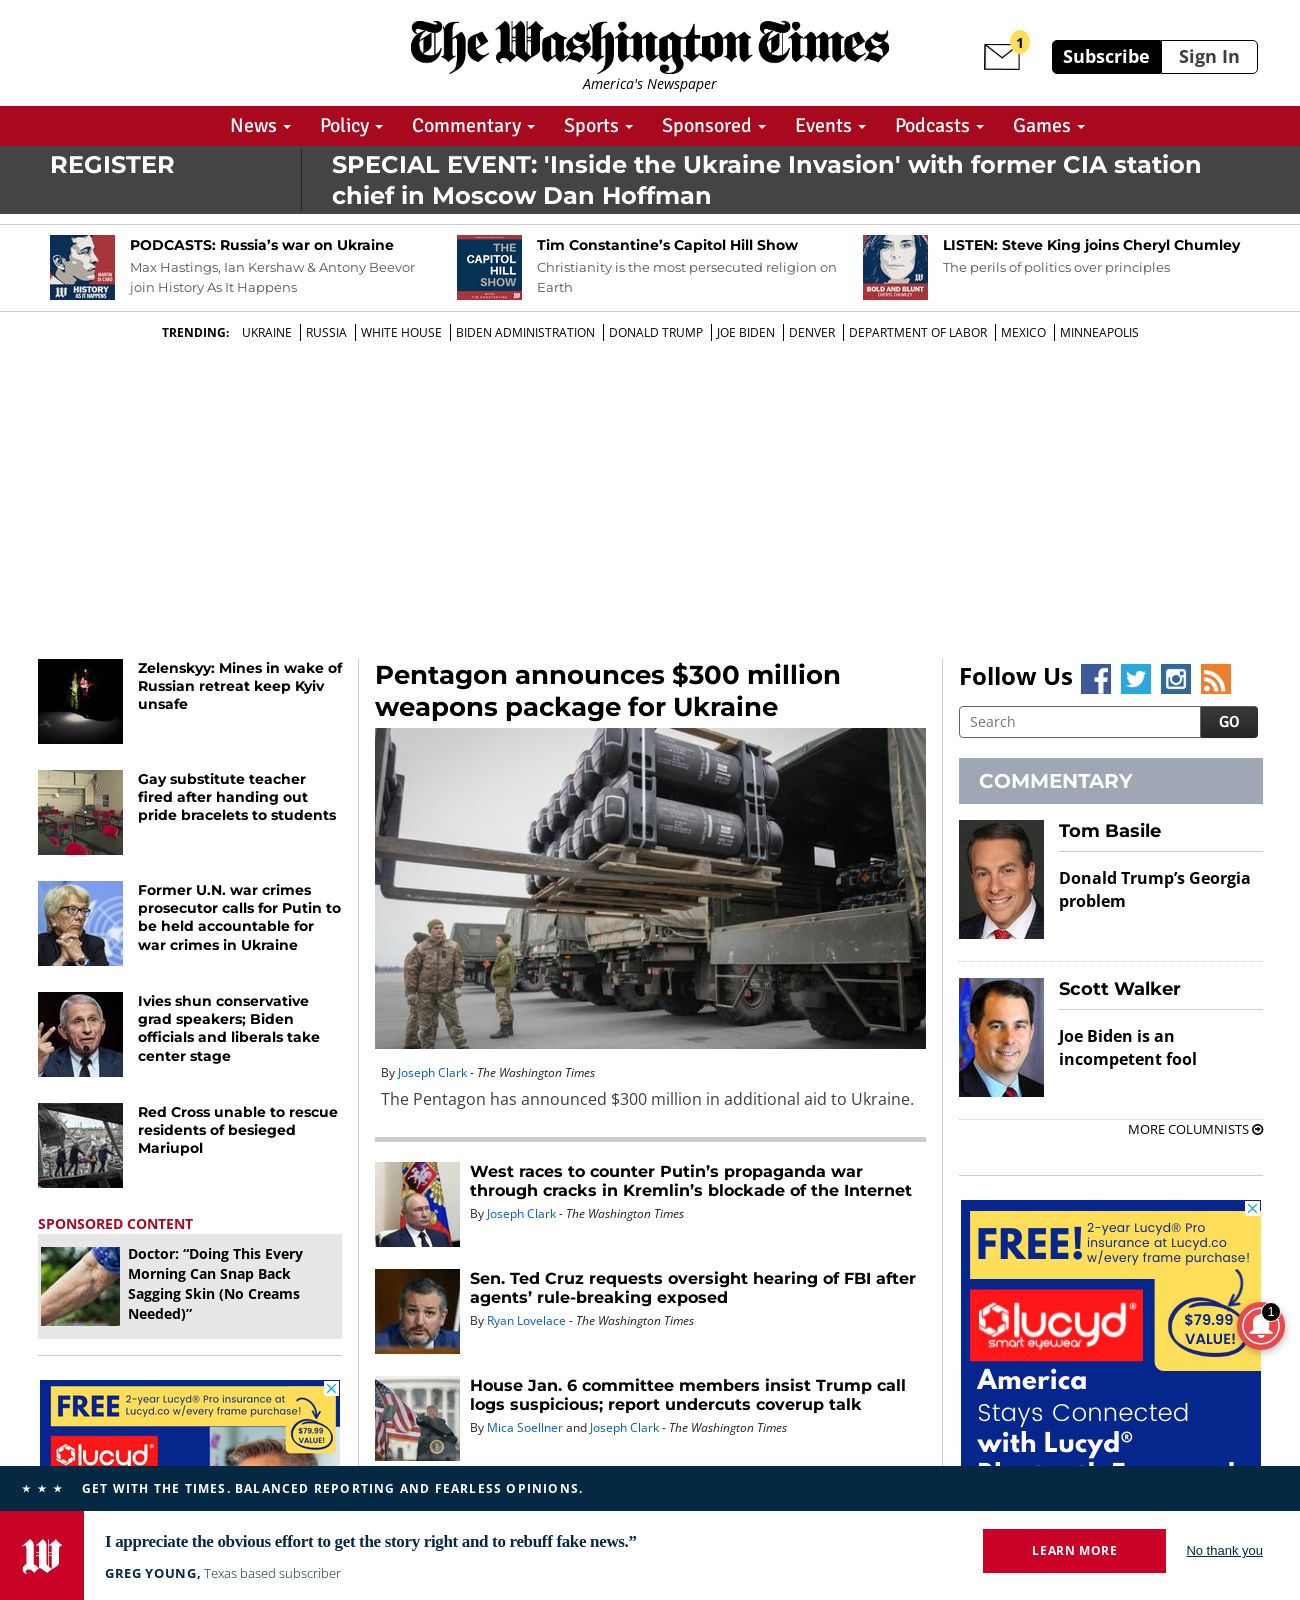 The Washington Times
America's Newspaper
1
Subscribe
Sign In
News
Policy
Commentary
Sports
Sponsored
Events
Podcasts
Games
REGISTER
SPECIAL EVENT: 'Inside the Ukraine Invasion' with former CIA station
chief in Moscow Dan Hoffman
HISTORY
AS IT HAPPENS
PODCASTS: Russia’s war on Ukraine
Max Hastings, Ian Kershaw & Antony Beevor
join History As It Happens
THE
CAPITOL
HILL
SHOW
Tim Constantine’s Capitol Hill Show
Christianity is the most persecuted religion on
Earth
BOLD AND BLUNT
CHERYL CHUMLEY
LISTEN: Steve King joins Cheryl Chumley
The perils of politics over principles
TRENDING:
UKRAINE
RUSSIA
WHITE HOUSE
BIDEN ADMINISTRATION
DONALD TRUMP
JOE BIDEN
DENVER
DEPARTMENT OF LABOR
MEXICO
MINNEAPOLIS
Zelenskyy: Mines in wake of
Russian retreat keep Kyiv
unsafe
Gay substitute teacher
fired after handing out
pride bracelets to students
Former U.N. war crimes
prosecutor calls for Putin to
be held accountable for
war crimes in Ukraine
Ivies shun conservative
grad speakers; Biden
officials and liberals take
center stage
Red Cross unable to rescue
residents of besieged
Mariupol
SPONSORED CONTENT
Doctor: “Doing This Every
Morning Can Snap Back
Sagging Skin (No Creams
Needed)”
FREE
2-year Lucyd® Pro insurance at
Lucyd.co w/every frame purchase!
$79.99
VALUE!
lucyd
Pentagon announces $300 million
weapons package for Ukraine
By Joseph Clark - The Washington Times
The Pentagon has announced $300 million in additional aid to Ukraine.
West races to counter Putin’s propaganda war
through cracks in Kremlin’s blockade of the Internet
By Joseph Clark - The Washington Times
Sen. Ted Cruz requests oversight hearing of FBI after
agents’ rule-breaking exposed
By Ryan Lovelace - The Washington Times
House Jan. 6 committee members insist Trump call
logs suspicious; report undercuts coverup talk
By Mica Soellner and Joseph Clark - The Washington Times
Follow Us
Search
GO
COMMENTARY
Tom Basile
Donald Trump’s Georgia
problem
Scott Walker
Joe Biden is an
incompetent fool
MORE COLUMNISTS
FREE!
2-year Lucyd® Pro
insurance at Lucyd.co
w/every frame purchase!
lucyd®
smart eyewear
$79.99
VALUE!
1
America
Stays Connected
with Lucyd®
GET WITH THE TIMES. BALANCED REPORTING AND FEARLESS OPINIONS.
W
I appreciate the obvious effort to get the story right and to rebuff fake news.”
GREG YOUNG, Texas based subscriber
LEARN MORE
No thank you